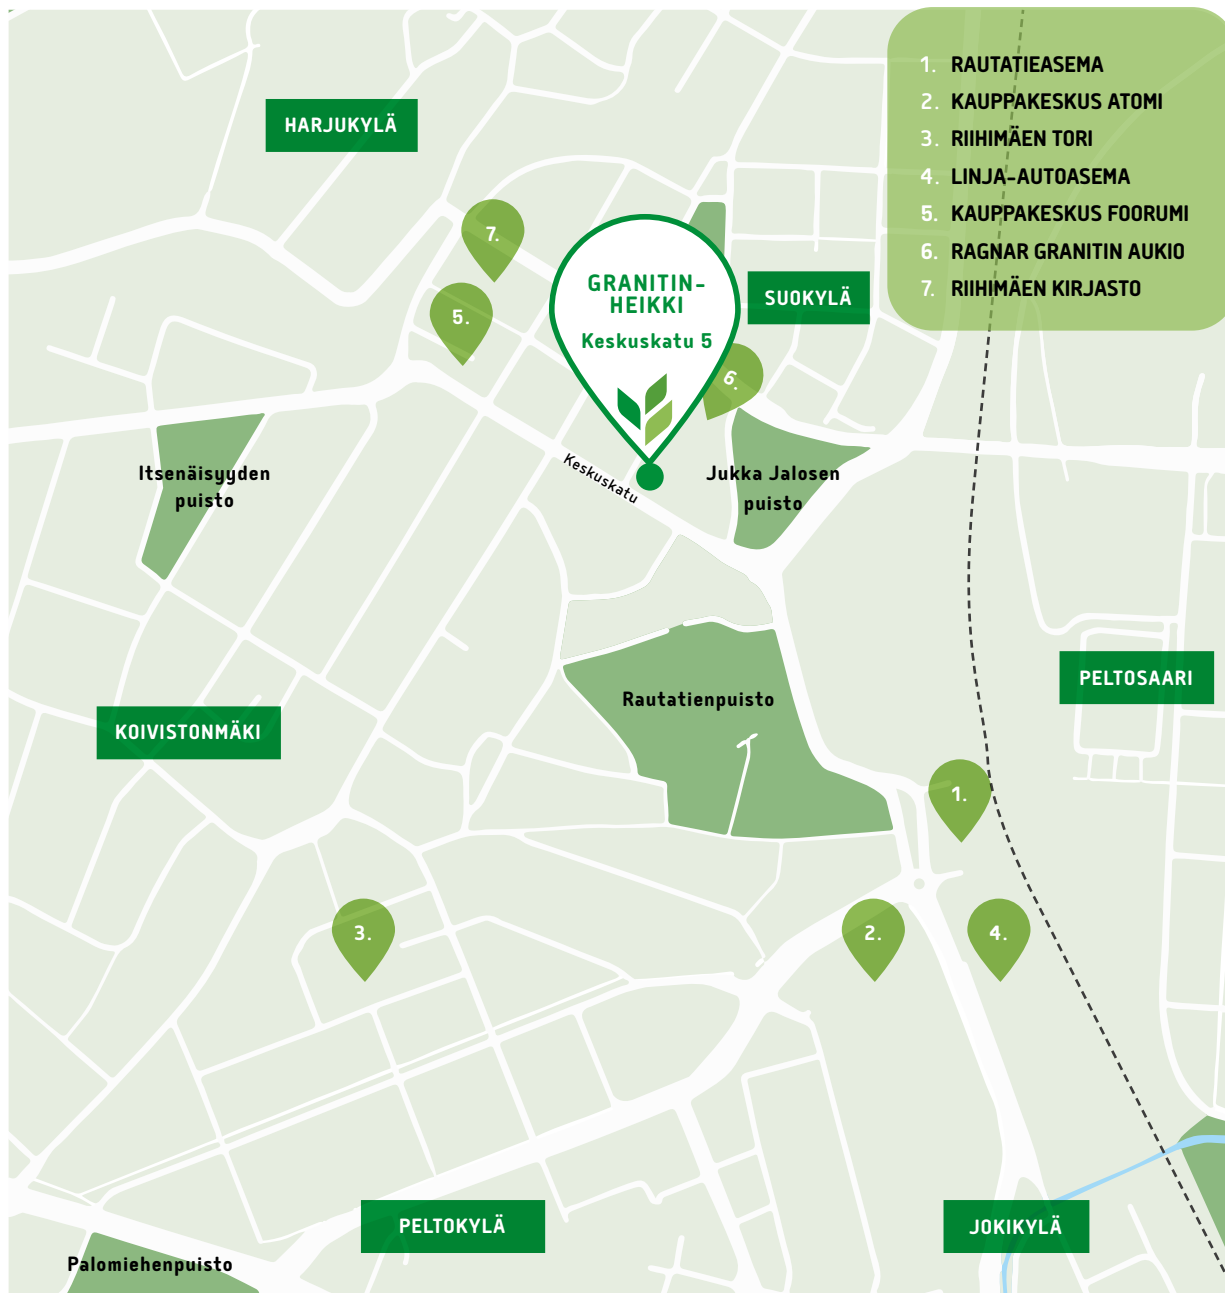 1. RAUTATIEASEMA
2. KAUPPAKESKUS ATOMI
3. RIIHIMÄEN TORI
4. LINJA-AUTOASEMA
5. KAUPPAKESKUS FOORUMI
6. RAGNAR GRANITIN AUKIO
7. RIIHIMÄEN KIRJASTO
HARJUKYLÄ
7.
GRANITIN-
HEIKKI
Keskuskatu 5
SUOKYLÄ
5.
6.
Keskuskatu
Itsenäisyyden
puisto
Jukka Jalosen
puisto
PELTOSAARI
Rautatienpuisto
KOIVISTONMÄKI
1.
3.
2.
4.
PELTOKYLÄ
JOKIKYLÄ
Palomiehenpuisto